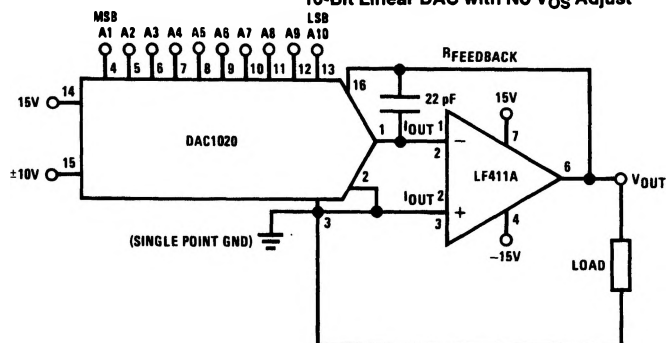 10-Bit Linear DAC with No VOS Adjust
MSB LSB
A1 A2 A3 A4 A5 A6 A7 A8 A9 A10
4 5 6 7 8 9 10 11 12 13
16
RFEEDBACK
15V 14
22 pF
15V
7
DAC1020
1
IOUT 1
2
−
6
VOUT
LF411A
±10V 15
2
IOUT 2
3
+
4
−15V
3
(SINGLE POINT GND)
LOAD